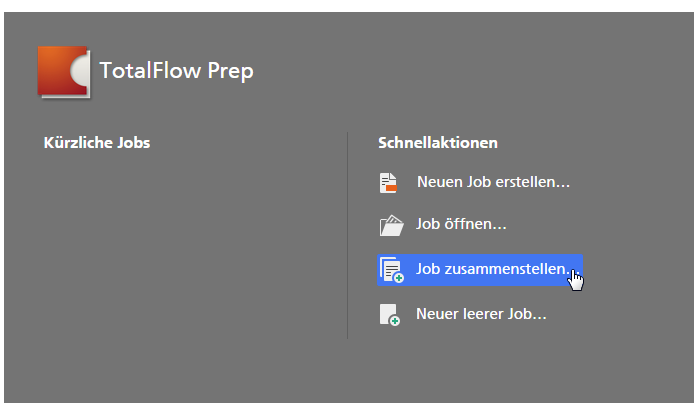 TotalFlow Prep
Kürzliche Jobs
Schnellaktionen
Neuen Job erstellen...
Job öffnen...
Job zusammenstellen...
Neuer leerer Job...